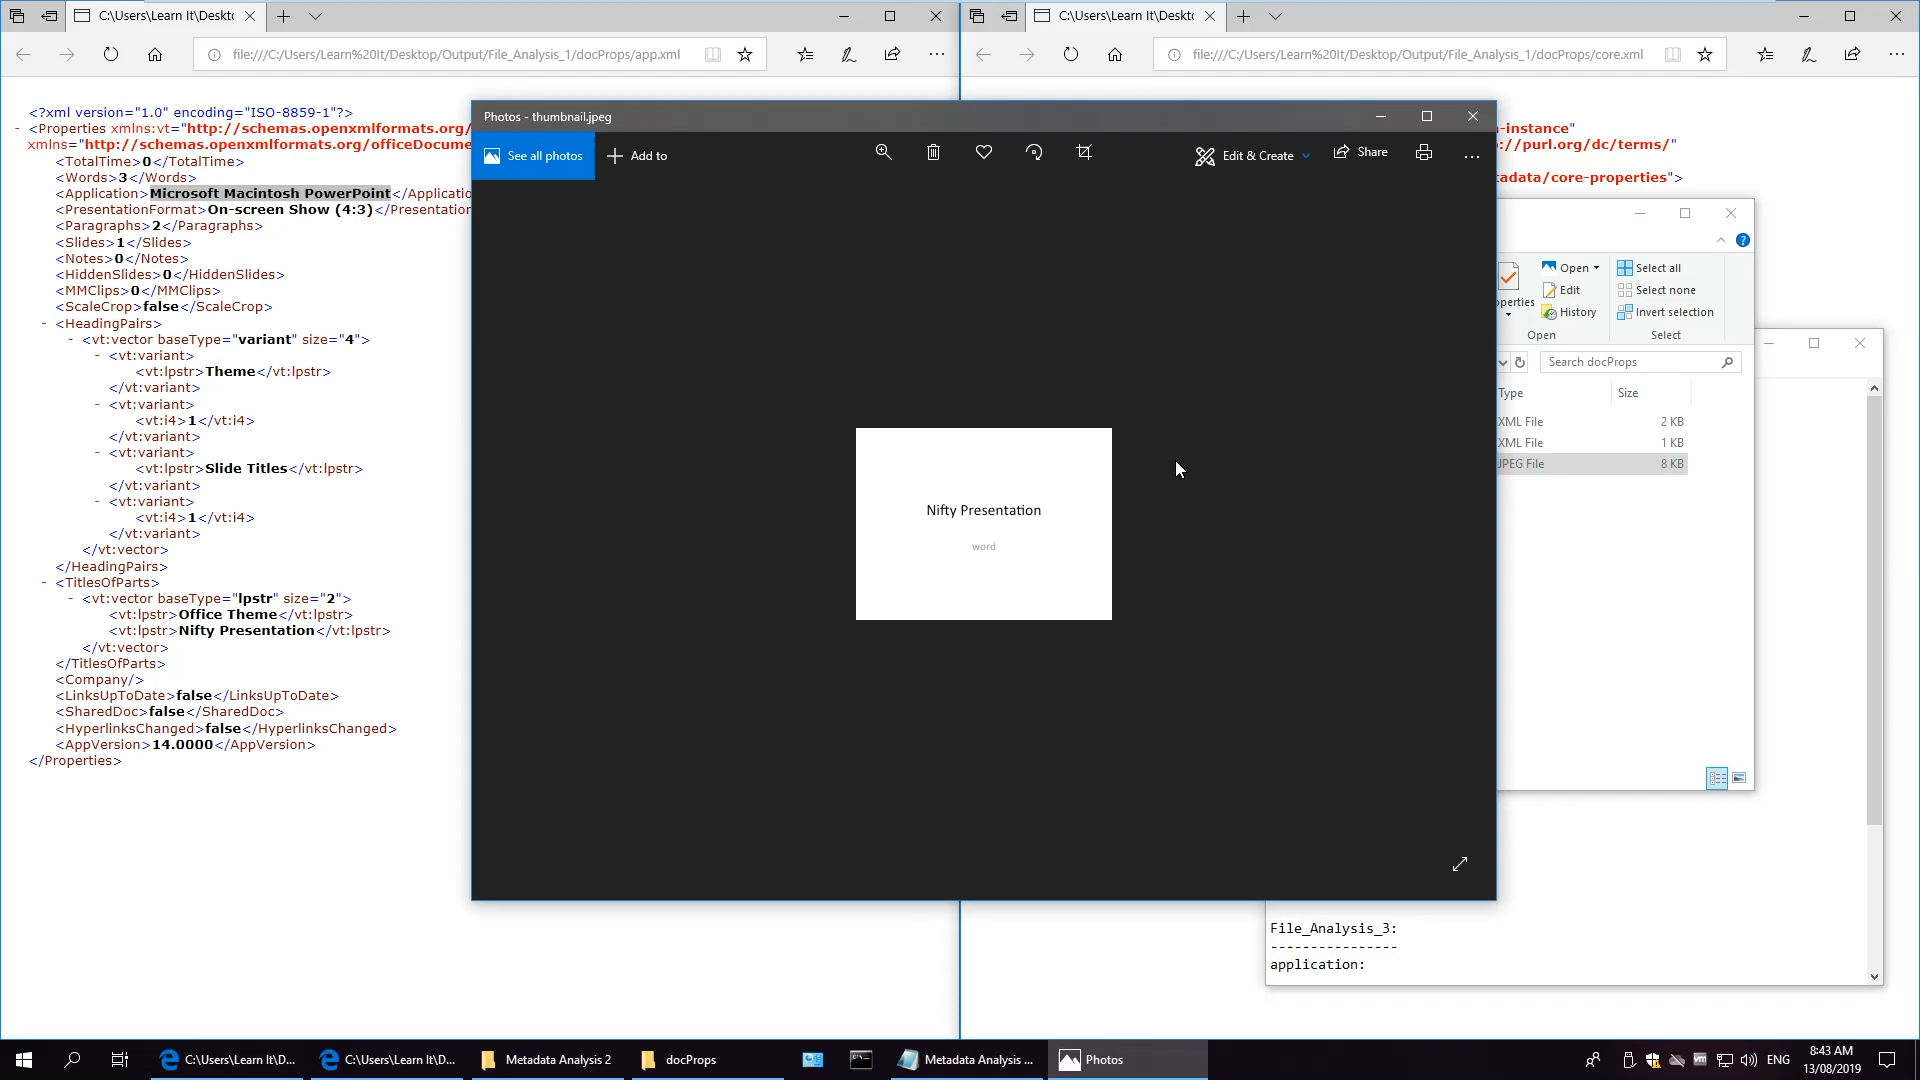 C:\Users\Learn It\Deskto
C:\Users\Learn It\Deskto
file:///C:/Users/Learn%20It/Desktop/Output/File_Analysis_1/docProps/app.xml
file:///C:/Users/Learn%20It/Desktop/Output/File_Analysis_1/docProps/core.xml
<?xml version="1.0" encoding="ISO-8859-1"?>
- <Properties xmlns:vt="http://schemas.openxmlformats.org/
xmlns="http://schemas.openxmlformats.org/officeDocume
<TotalTime>0</TotalTime>
<Words>3</Words>
<Application>Microsoft Macintosh PowerPoint</Applicatio
<PresentationFormat>On-screen Show (4:3)</Presentation
<Paragraphs>2</Paragraphs>
<Slides>1</Slides>
<Notes>0</Notes>
<HiddenSlides>0</HiddenSlides>
<MMClips>0</MMClips>
<ScaleCrop>false</ScaleCrop>
- <HeadingPairs>
- <vt:vector baseType="variant" size="4">
- <vt:variant>
<vt:lpstr>Theme</vt:lpstr>
</vt:variant>
- <vt:variant>
<vt:i4>1</vt:i4>
</vt:variant>
- <vt:variant>
<vt:lpstr>Slide Titles</vt:lpstr>
</vt:variant>
- <vt:variant>
<vt:i4>1</vt:i4>
</vt:variant>
</vt:vector>
</HeadingPairs>
- <TitlesOfParts>
- <vt:vector baseType="lpstr" size="2">
<vt:lpstr>Office Theme</vt:lpstr>
<vt:lpstr>Nifty Presentation</vt:lpstr>
</vt:vector>
</TitlesOfParts>
<Company/>
<LinksUpToDate>false</LinksUpToDate>
<SharedDoc>false</SharedDoc>
<HyperlinksChanged>false</HyperlinksChanged>
<AppVersion>14.0000</AppVersion>
</Properties>
Photos - thumbnail.jpeg
See all photos
Add to
Edit & Create
Share
Nifty Presentation
word
-instance"
://purl.org/dc/terms/"
tadata/core-properties">
perties
Open
Edit
History
Open
Select all
Select none
Invert selection
Select
Search docProps
Type Size
XML File 2 KB
XML File 1 KB
JPEG File 8 KB
File_Analysis_3:
----------------
application:
C:\Users\Learn It\D...
C:\Users\Learn It\D...
Metadata Analysis 2
docProps
Metadata Analysis ...
Photos
ENG
8:43 AM
13/08/2019